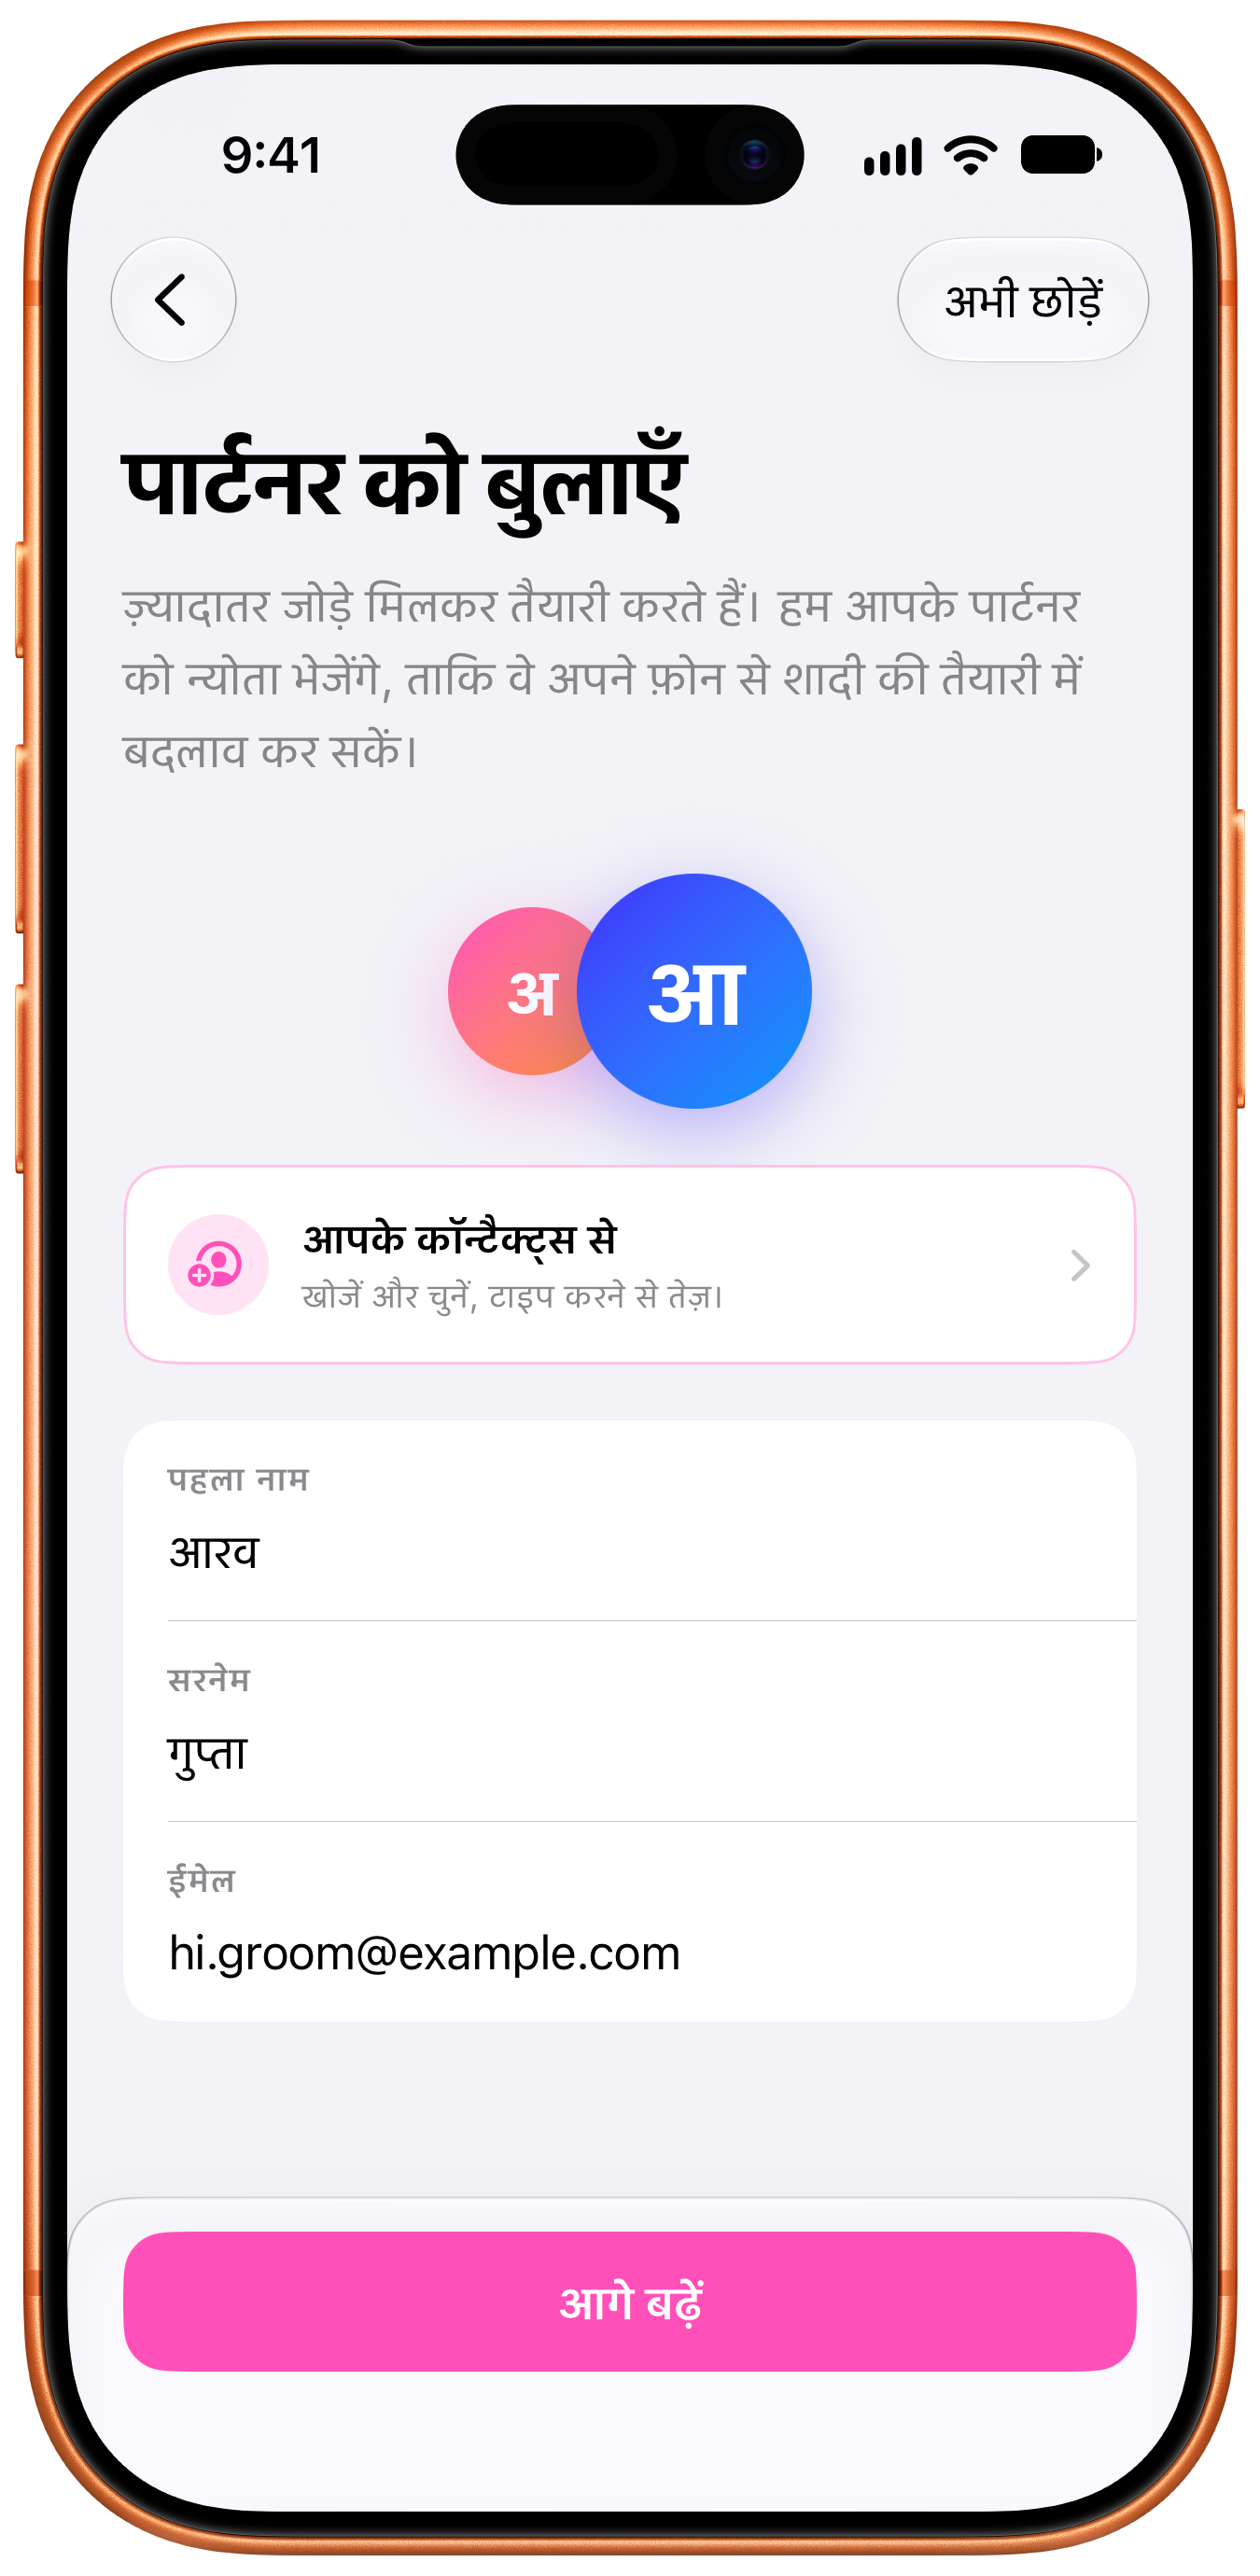 9:41
अभी छोड़ें
पार्टनर को बुलाएँ
ज़्यादातर जोड़े मिलकर तैयारी करते हैं। हम आपके पार्टनर
को न्योता भेजेंगे, ताकि वे अपने फ़ोन से शादी की तैयारी में
बदलाव कर सकें।
अ
आ
आपके कॉन्टैक्ट्स से
खोजें और चुनें, टाइप करने से तेज़।
पहला नाम
आरव
सरनेम
गुप्ता
ईमेल
hi.groom@example.com
आगे बढ़ें